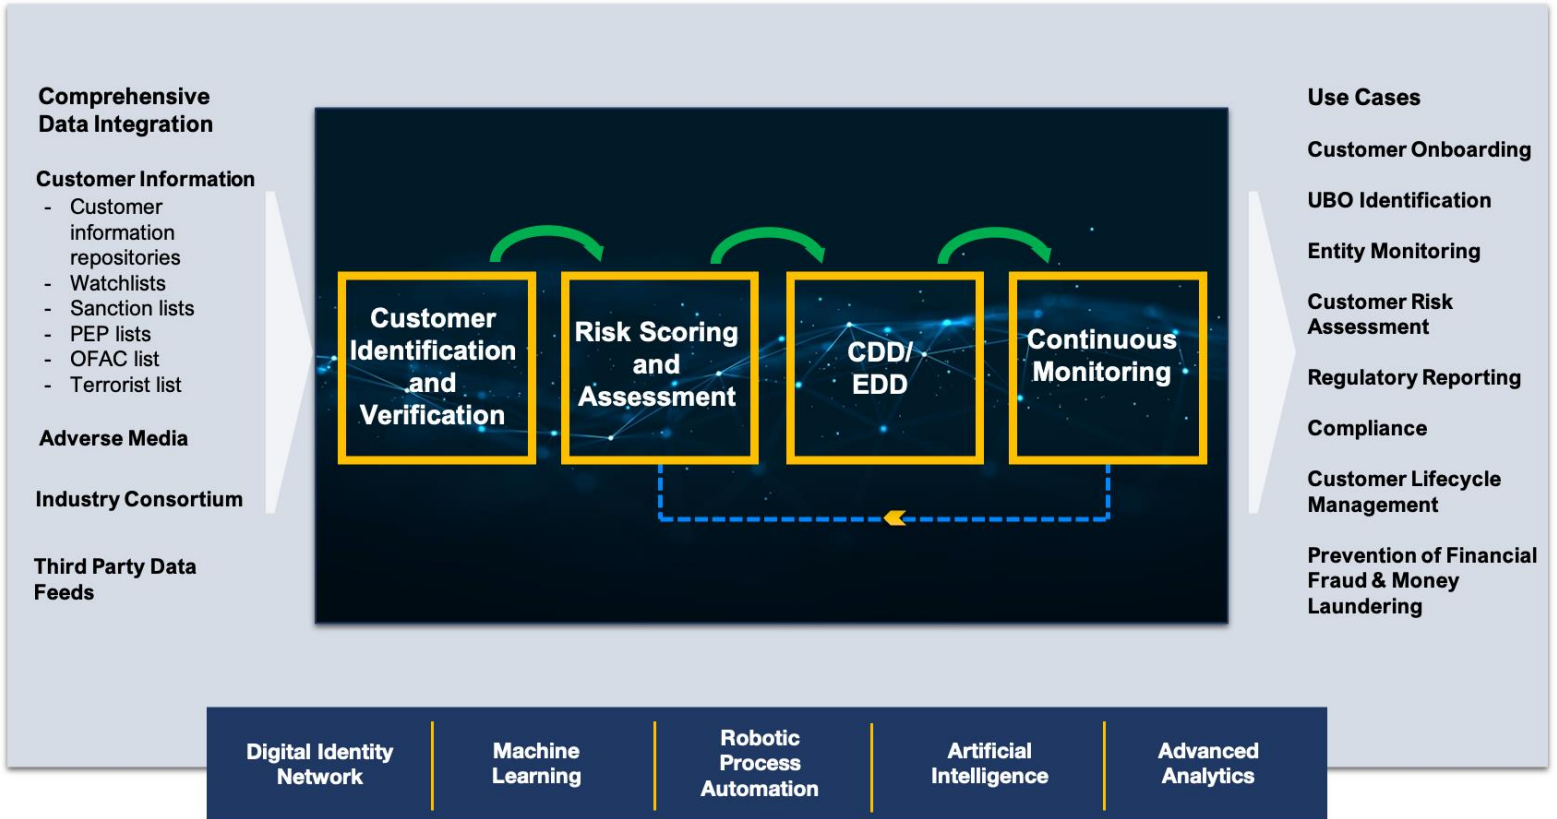 Comprehensive
Data Integration
Customer Information
- Customer
information
repositories
- Watchlists
- Sanction lists
- PEP lists
- OFAC list
- Terrorist list
Adverse Media
Industry Consortium
Third Party Data
Feeds
Customer
Identification
and
Verification
Risk Scoring
and
Assessment
CDD/
EDD
Continuous
Monitoring
Use Cases
Customer Onboarding
UBO Identification
Entity Monitoring
Customer Risk
Assessment
Regulatory Reporting
Compliance
Customer Lifecycle
Management
Prevention of Financial
Fraud & Money
Laundering
Digital Identity
Network
Machine
Learning
Robotic
Process
Automation
Artificial
Intelligence
Advanced
Analytics